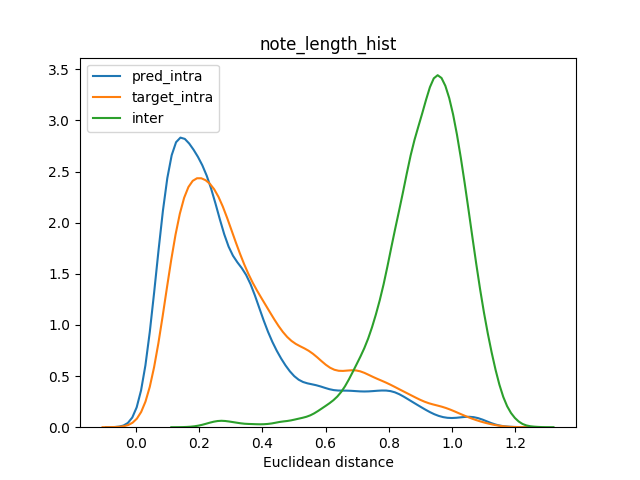 note_length_hist
pred_intra
target_intra
inter
3.5
3.0
2.5
2.0
1.5
1.0
0.5
0.0
0.0 0.2 0.4 0.6 0.8 1.0 1.2
Euclidean distance